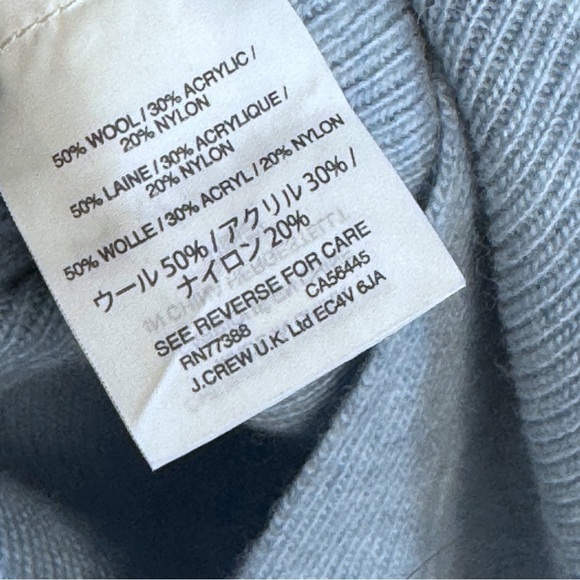 50% WOOL / 30% ACRYLIC /
20% NYLON
50% LAINE / 30% ACRYLIQUE /
20% NYLON
50% WOLLE / 30% ACRYL / 20% NYLON
ウール 50% / アクリル 30% /
ナイロン 20%
SEE REVERSE FOR CARE
RN77388 CA56445
J.CREW U.K. Ltd EC4V 6JA